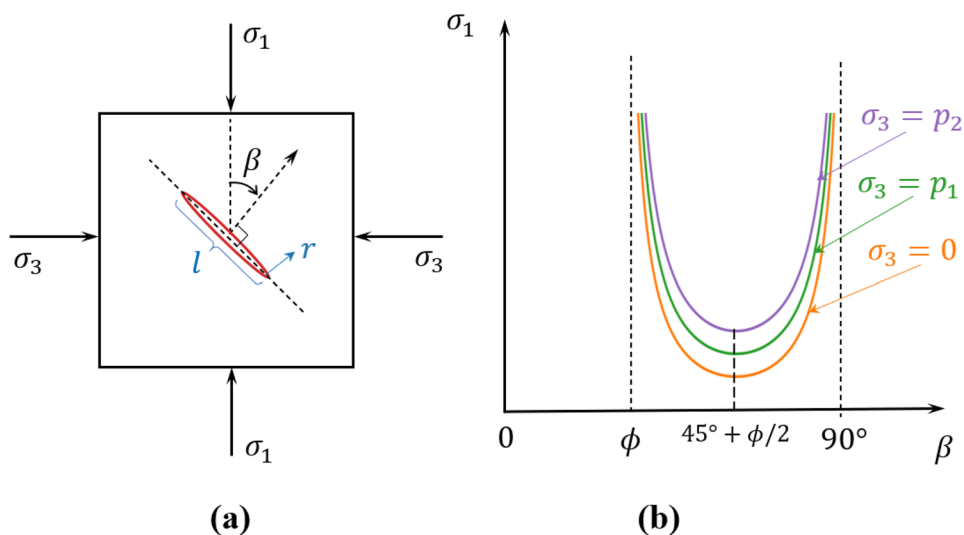 σ₁
β
σ₃
l
r
σ₃
σ₁
(a)
σ₁
σ₃ = p₂
σ₃ = p₁
σ₃ = 0
0
ϕ
45° + ϕ/2
90°
β
(b)